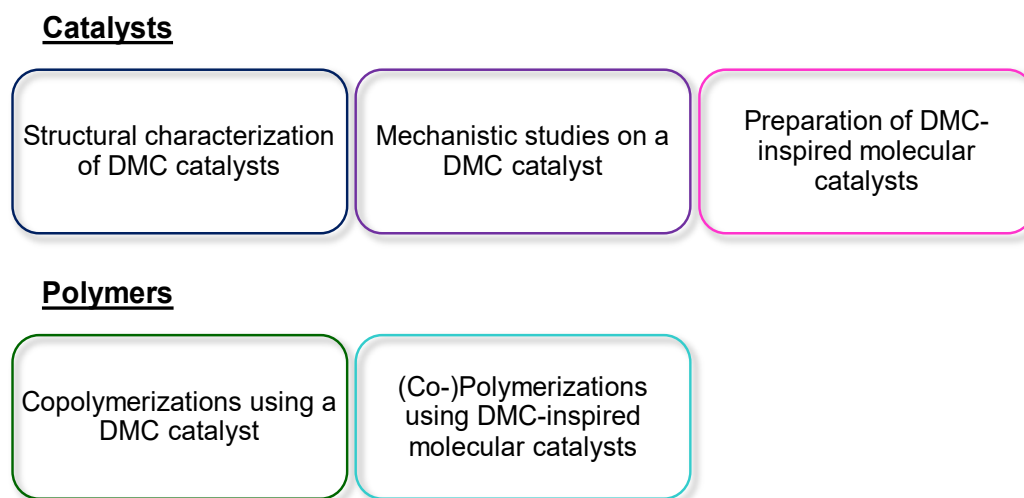 Catalysts
Structural characterization
of DMC catalysts
Mechanistic studies on a
DMC catalyst
Preparation of DMC-
inspired molecular
catalysts
Polymers
Copolymerizations using a
DMC catalyst
(Co-)Polymerizations
using DMC-inspired
molecular catalysts